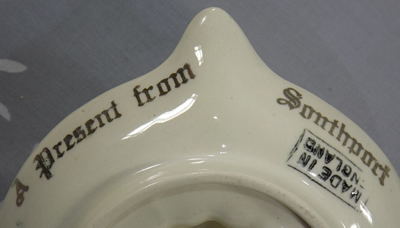 A Present from Southport
MADE IN
ENGLAND